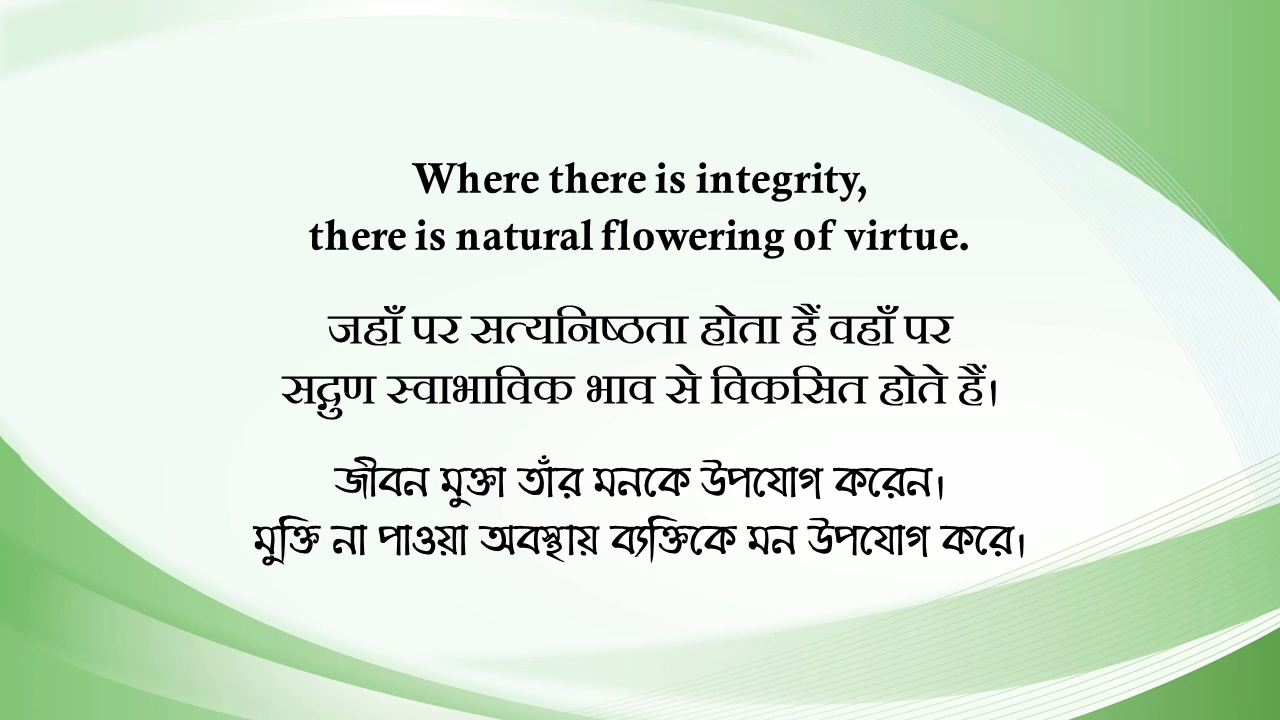 Where there is integrity,
there is natural flowering of virtue.
जहाँ पर सत्यनिष्ठता होता हैं वहाँ पर
सद्गुण स्वाभाविक भाव से विकसित होते हैं।
জীবন মুক্তা তাঁর মনকে উপযোগ করেন।
মুক্তি না পাওয়া অবস্থায় ব্যক্তিকে মন উপযোগ করে।